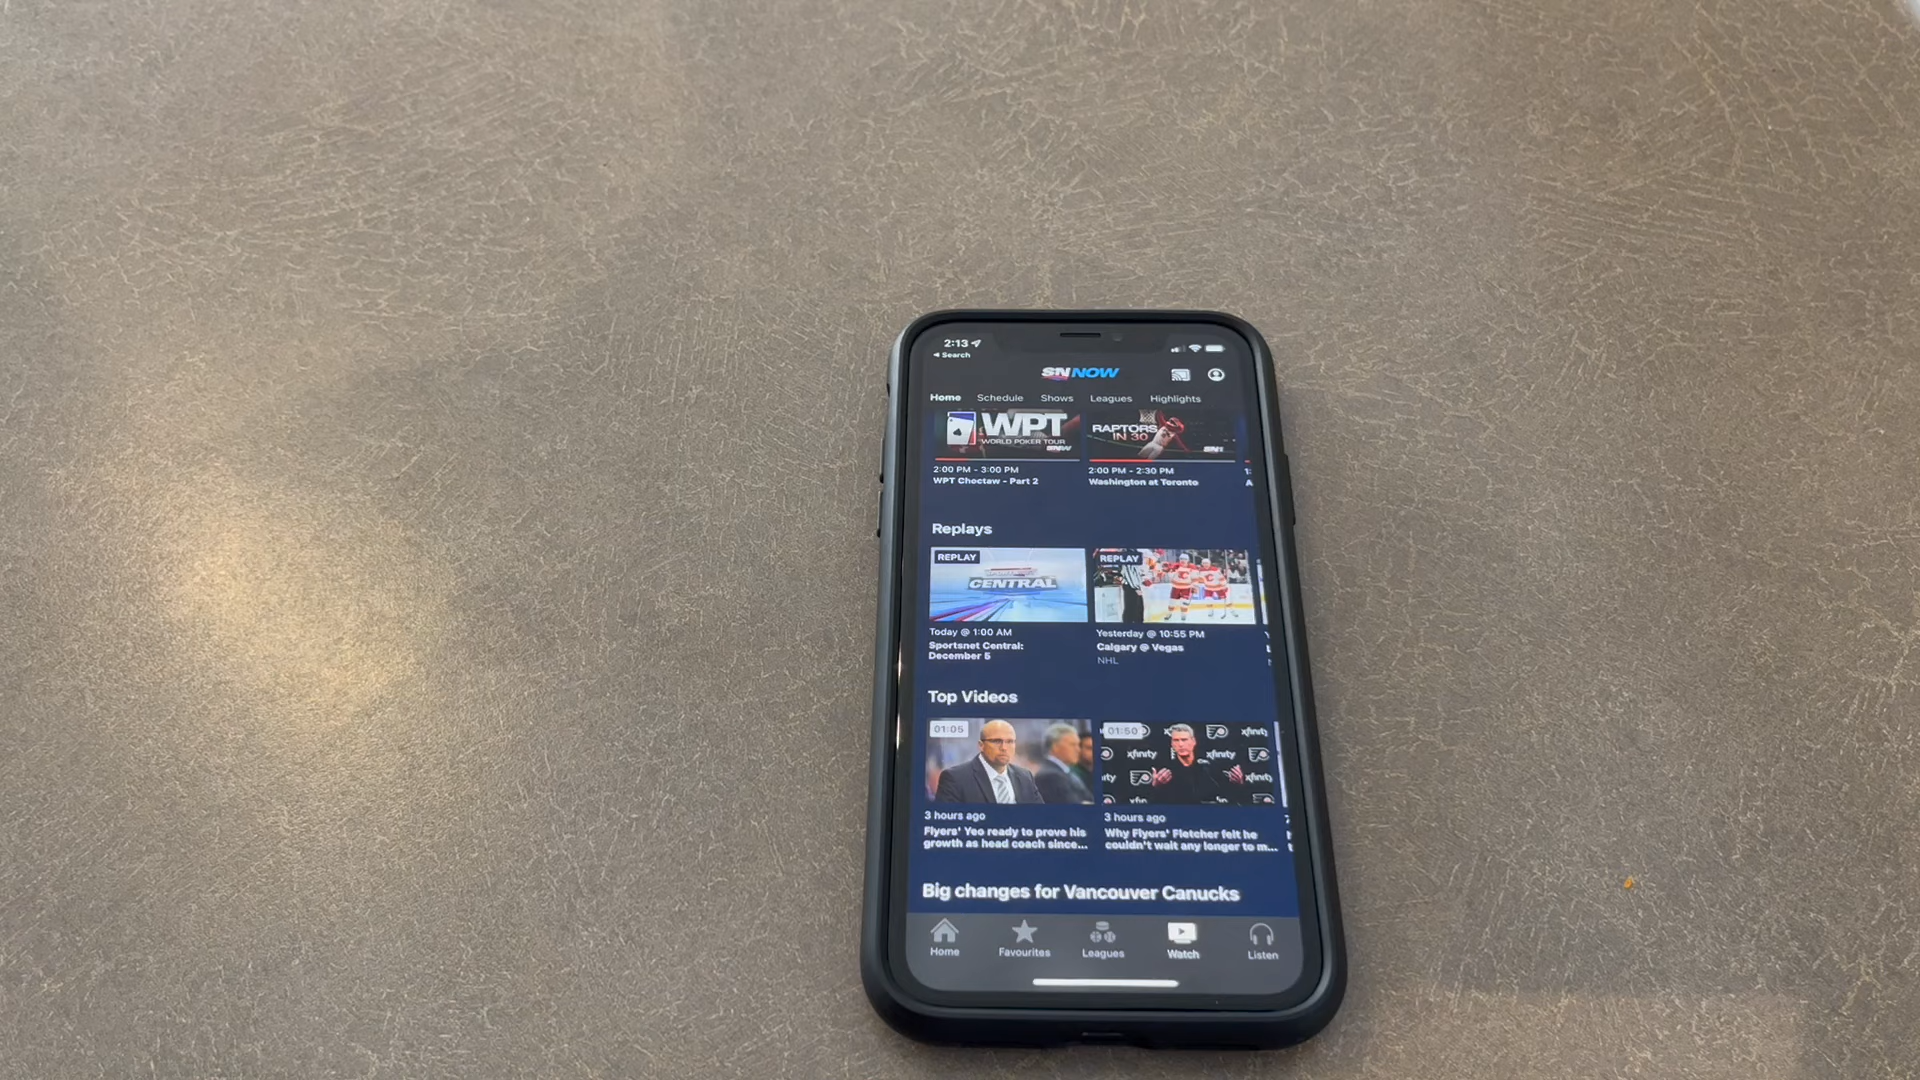 2:13
Search
SN NOW
Home Schedule Shows Leagues Highlights
WPT
WORLD POKER TOUR
RAPTORS
IN 30
2:00 PM - 3:00 PM
WPT Choctaw - Part 2
2:00 PM - 2:30 PM
Washington at Toronto
Replays
REPLAY
CENTRAL
REPLAY
Today @ 1:00 AM
Sportsnet Central:
December 5
Yesterday @ 10:55 PM
Calgary @ Vegas
NHL
Top Videos
01:05
01:50
xfinity
xfinity
xfinity
3 hours ago
Flyers' Yeo ready to prove his
growth as head coach since...
3 hours ago
Why Flyers' Fletcher felt he
couldn't wait any longer to m...
Big changes for Vancouver Canucks
Home Favourites Leagues Watch Listen